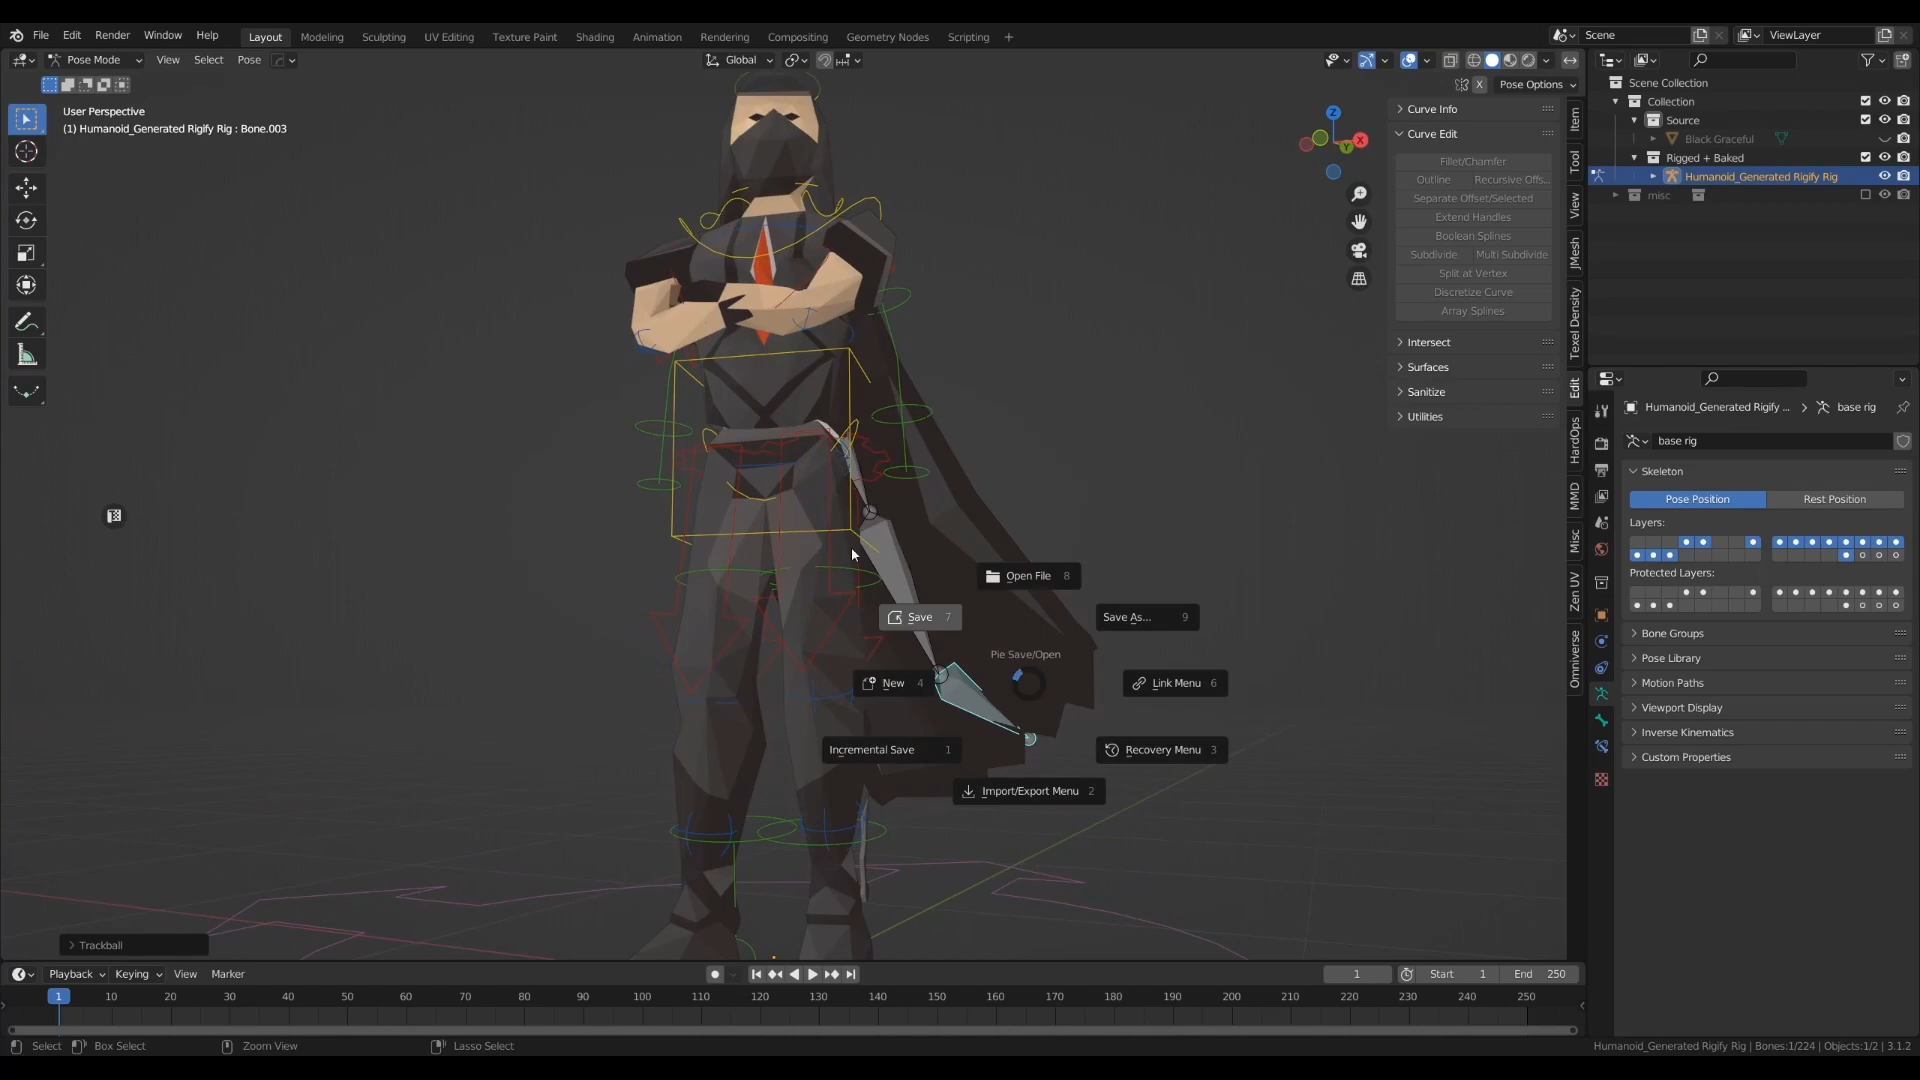 File Edit Render Window Help Layout Modeling Sculpting UV Editing Texture Paint Shading Animation Rendering Compositing Geometry Nodes Scripting Scene ViewLayer
Pose Mode View Select Pose Global
X Pose Options
User Perspective
(1) Humanoid_Generated Rigify Rig : Bone.003
Z
X
Y
Curve Info
Curve Edit
Fillet/Chamfer
Outline Recursive Offs...
Separate Offset/Selected
Extend Handles
Boolean Splines
Subdivide Multi Subdivide
Split at Vertex
Discretize Curve
Array Splines
Intersect
Surfaces
Sanitize
Utilities
Item
Tool
View
JMesh
Texel Density
Edit
HardOps
MMD
Misc
Zen UV
Omniverse
Scene Collection
Collection
Source
Black Graceful
Rigged + Baked
Humanoid_Generated Rigify Rig
misc
Humanoid_Generated Rigify ... base rig
base rig
Skeleton
Pose Position Rest Position
Layers:
Protected Layers:
Bone Groups
Pose Library
Motion Paths
Viewport Display
Inverse Kinematics
Custom Properties
Open File 8
Save 7
Save As... 9
Pie Save/Open
New 4
Link Menu 6
Incremental Save 1
Recovery Menu 3
Import/Export Menu 2
Trackball
Playback Keying View Marker 1 Start 1 End 250
1 10 20 30 40 50 60 70 80 90 100 110 120 130 140 150 160 170 180 190 200 210 220 230 240 250
Select Box Select Zoom View Lasso Select Humanoid_Generated Rigify Rig | Bones:1/224 | Objects:1/2 | 3.1.2